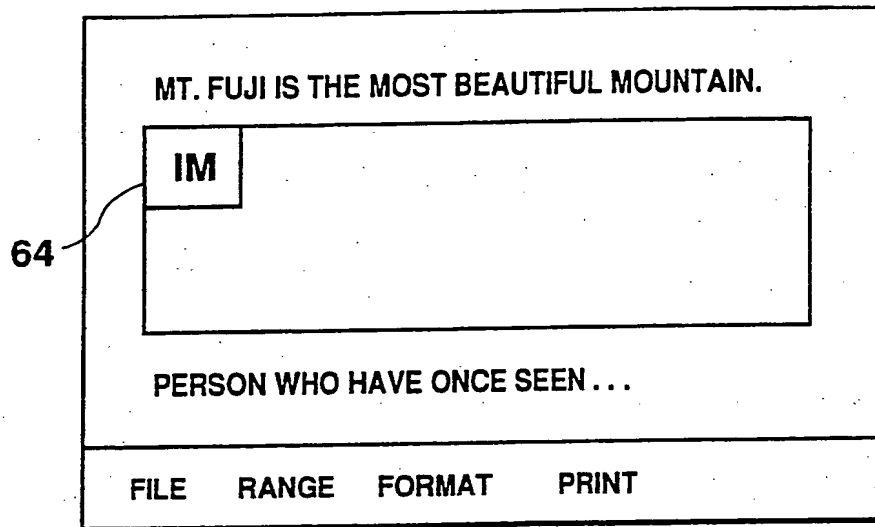 MT. FUJI IS THE MOST BEAUTIFUL MOUNTAIN.
IM
64
PERSON WHO HAVE ONCE SEEN...
FILE RANGE FORMAT PRINT